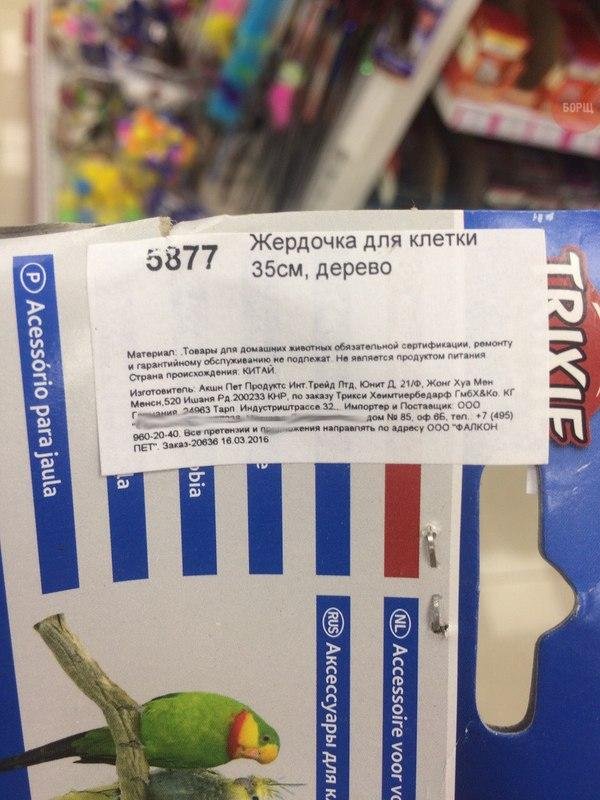 БОРЩ
5877
Жердочка для клетки
35см, дерево
Материал: .Товары для домашних животных обязательной сертификации, ремонту
и гарантийному обслуживанию не подлежат. Не является продуктом питания
Страна происхождения: КИТАЙ.
Изготовитель: Акшн Пет Продуктс Инт.Трейд Лтд, Юнит Д, 21/Ф, Жонг Хуа Мен
Менсн,520 Ишаня Рд 200233 КНР, по заказу Трикси Хеимтиербедарф ГмбХ&Ко. КГ
Германия, 24963 Тарп, Индустриштрассе 32.. Импортер и Поставщик: ООО
дом № 85, оф 6Б, тел.: +7 (495)
960-20-40. Все претензии и предложения направлять по адресу ООО "ФАЛКОН
ПЕТ". Заказ-20636 16.03.2016
TRIXIE
P Acessório para jaula
RUS Аксессуары для к
NL Accessoire voor vo